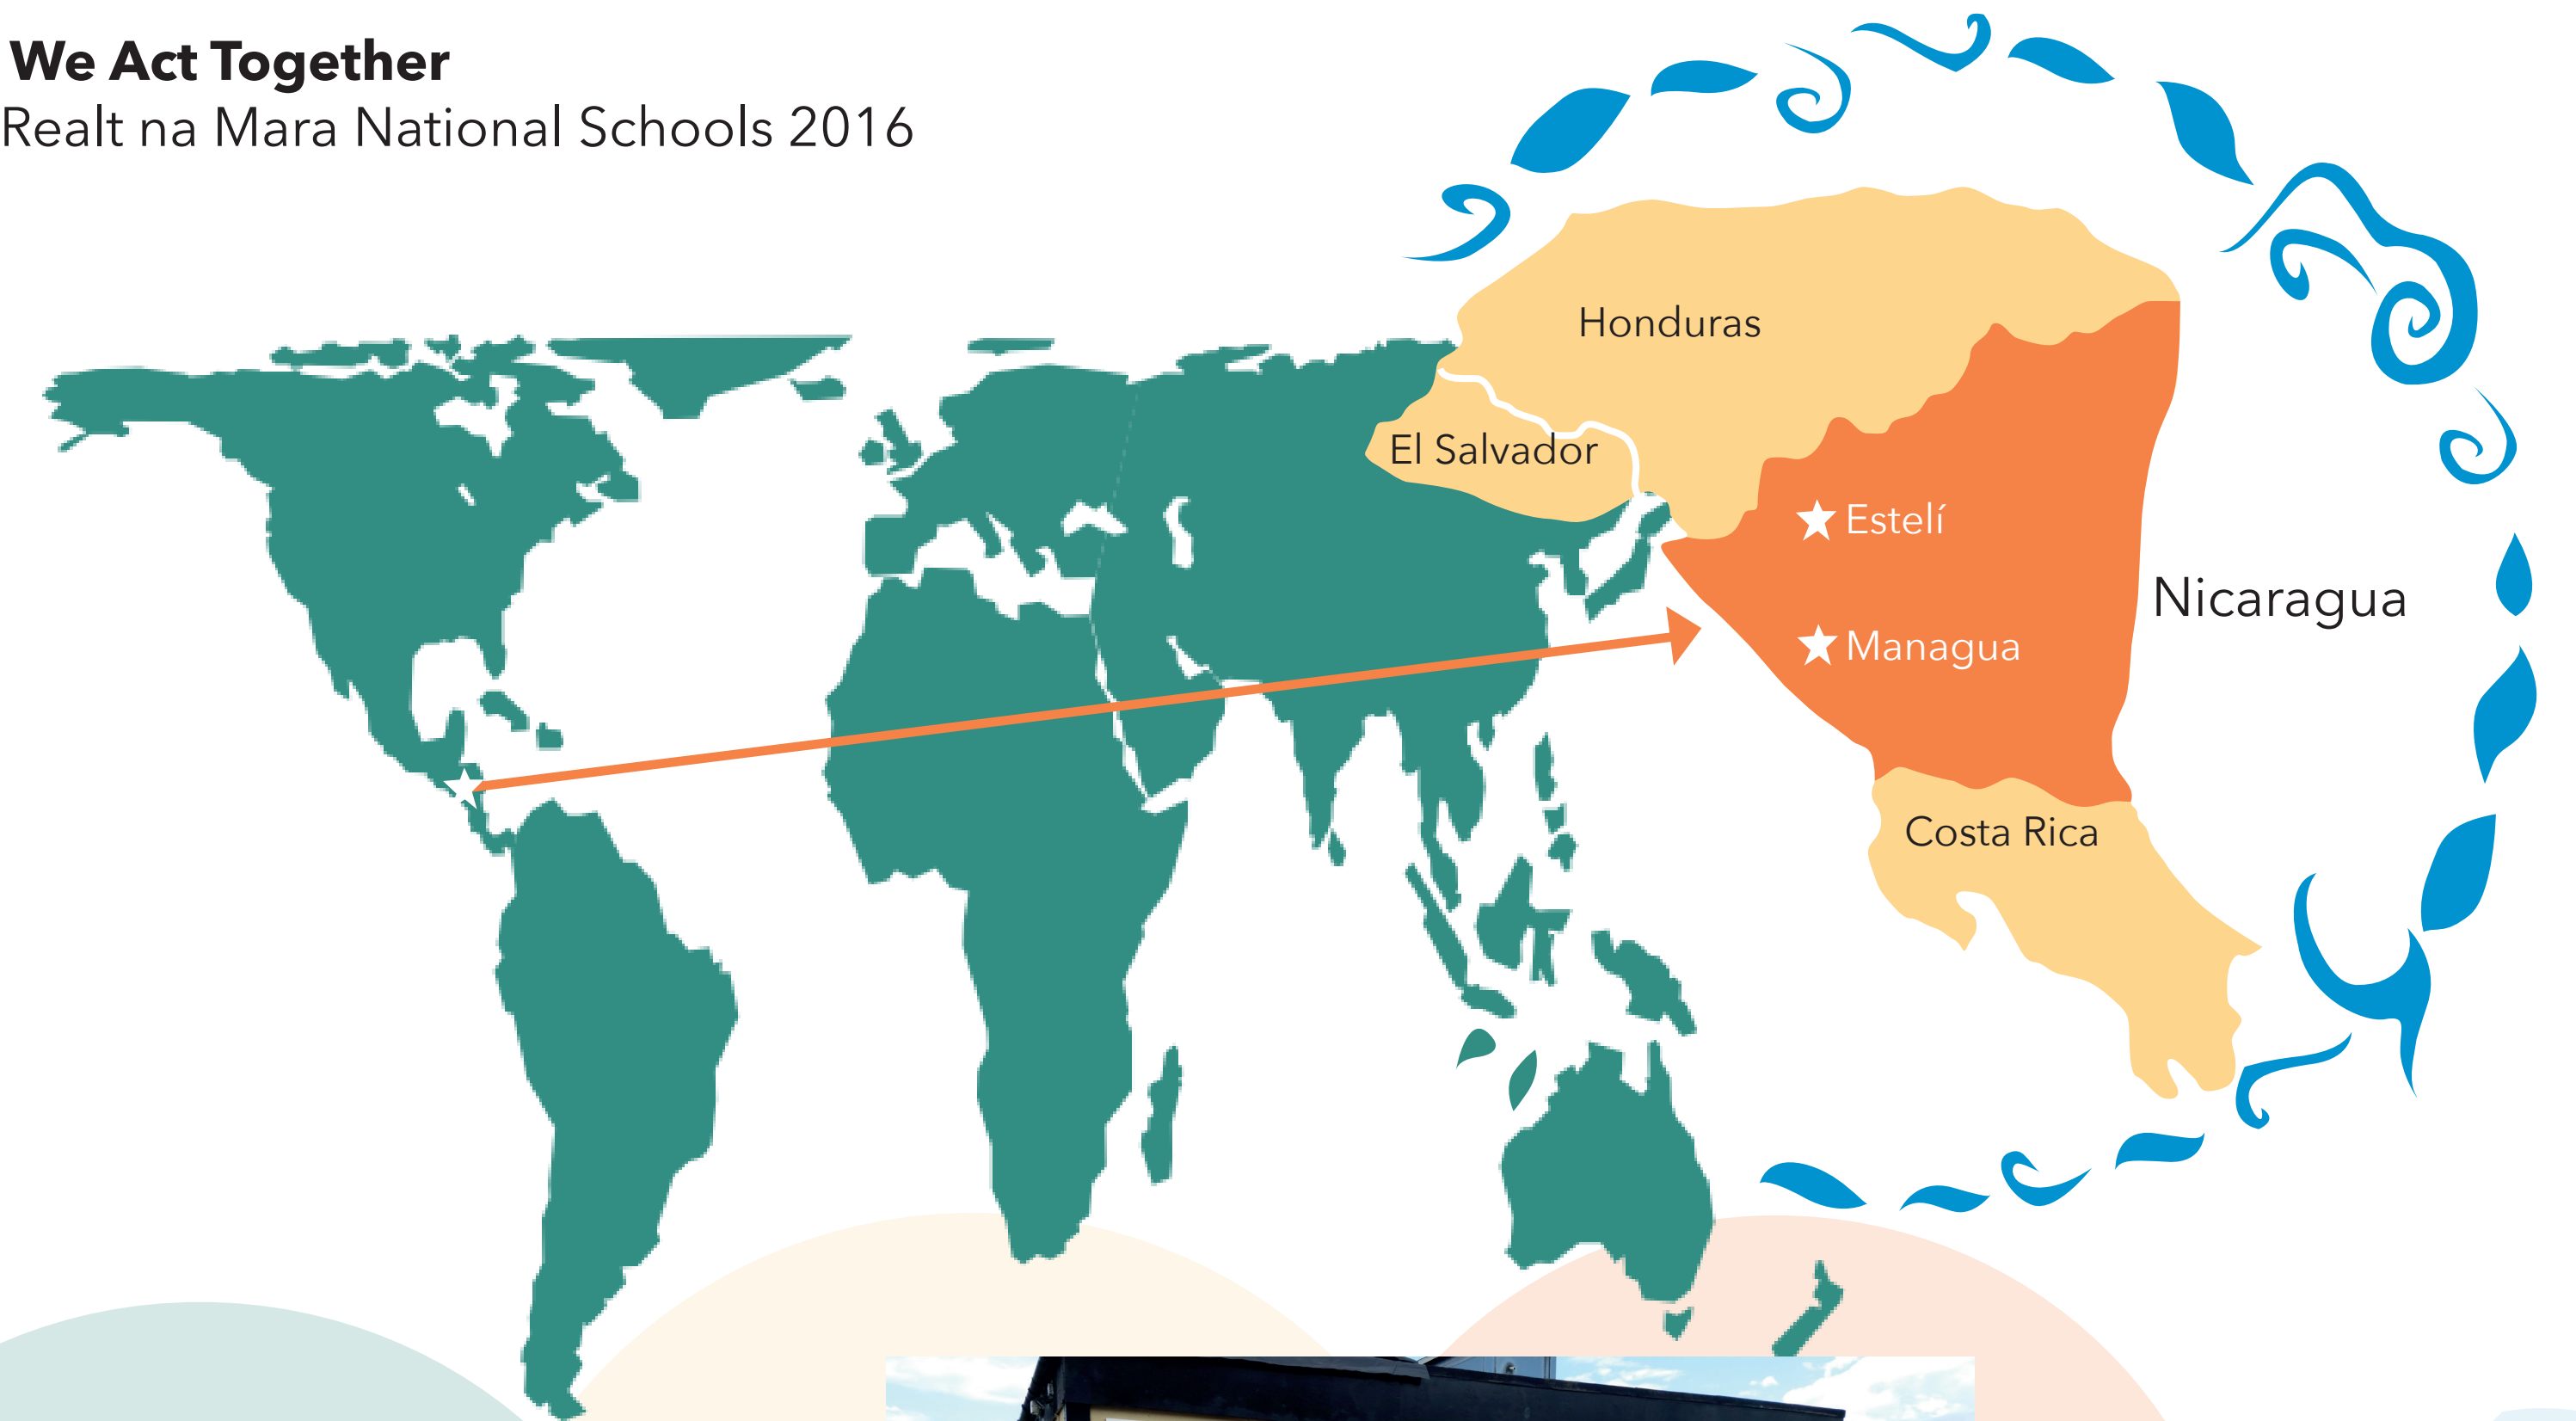 We Act Together
Realt na Mara National Schools 2016
Honduras
El Salvador
Estelí
Nicaragua
Managua
Costa Rica